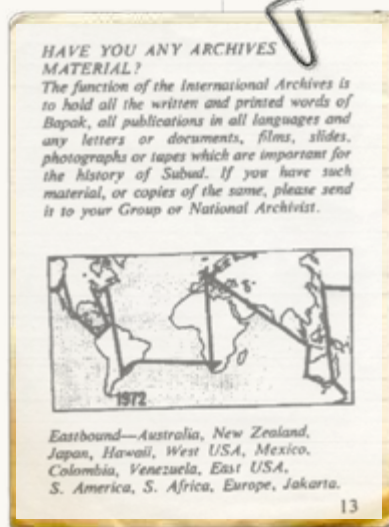 HAVE YOU ANY ARCHIVES
MATERIAL?
The function of the International Archives is
to hold all the written and printed words of
Bapak, all publications in all languages and
any letters or documents, films, slides,
photographs or tapes which are important for
the history of Subud. If you have such
material, or copies of the same, please send
it to your Group or National Archivist.
1972
Eastbound—Australia, New Zealand,
Japan, Hawaii, West USA, Mexico,
Colombia, Venezuela, East USA,
S. America, S. Africa, Europe, Jakarta.
13